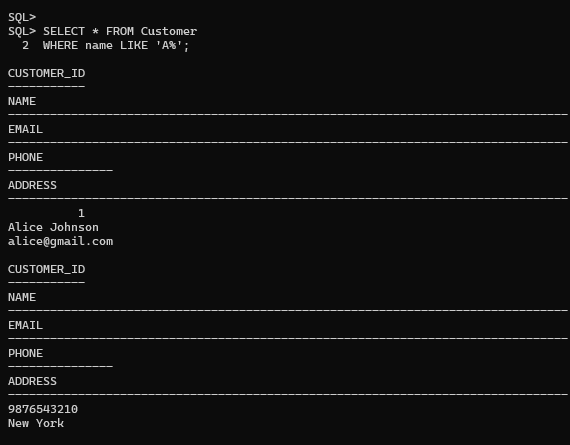 SQL>
SQL> SELECT * FROM Customer
  2  WHERE name LIKE 'A%';
CUSTOMER_ID
-----------
NAME
--------------------------------------------------------------------------------
EMAIL
--------------------------------------------------------------------------------
PHONE
---------------
ADDRESS
--------------------------------------------------------------------------------
          1
Alice Johnson
alice@gmail.com
CUSTOMER_ID
-----------
NAME
--------------------------------------------------------------------------------
EMAIL
--------------------------------------------------------------------------------
PHONE
---------------
ADDRESS
--------------------------------------------------------------------------------
9876543210
New York